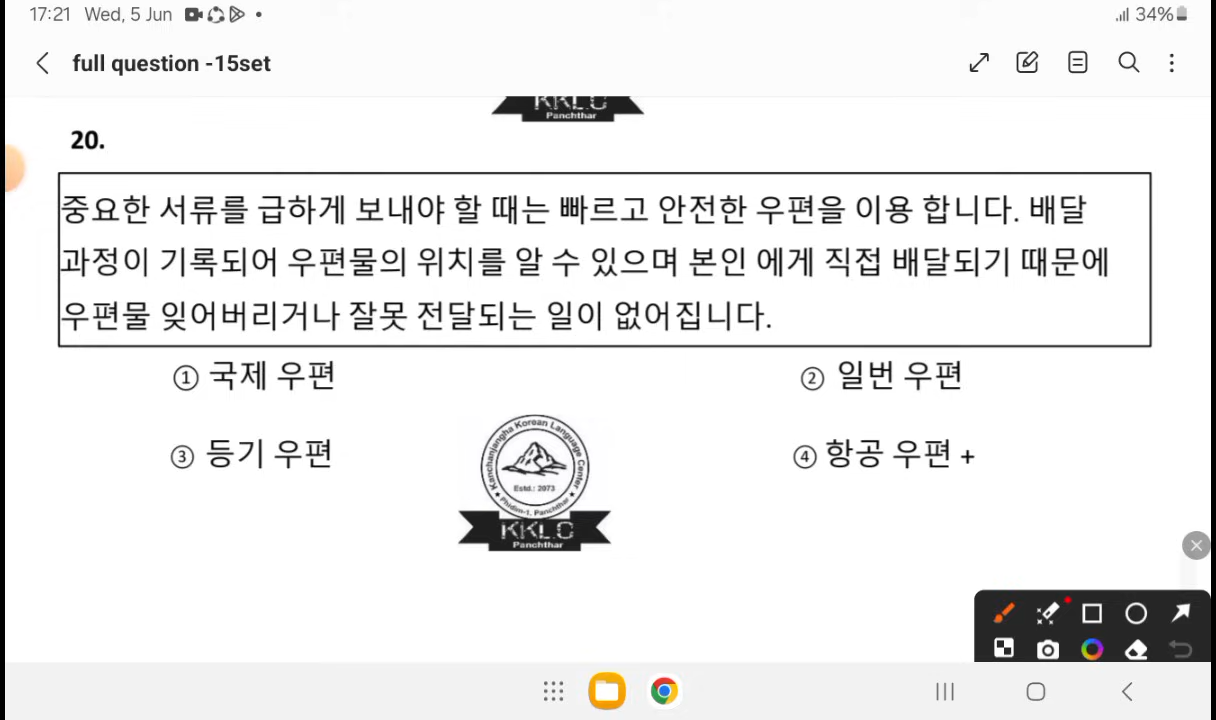 17:21 Wed, 5 Jun 34%
full question -15set
KKLC
Panchthar
20.
중요한 서류를 급하게 보내야 할 때는 빠르고 안전한 우편을 이용 합니다. 배달
과정이 기록되어 우편물의 위치를 알 수 있으며 본인 에게 직접 배달되기 때문에
우편물 잊어버리거나 잘못 전달되는 일이 없어집니다.
① 국제 우편
② 일번 우편
③ 등기 우편
④ 항공 우편 +
Kanchanjangha Korean Language Center
Estd.: 2073
Phidim-1, Panchthar
KKLC
Panchthar